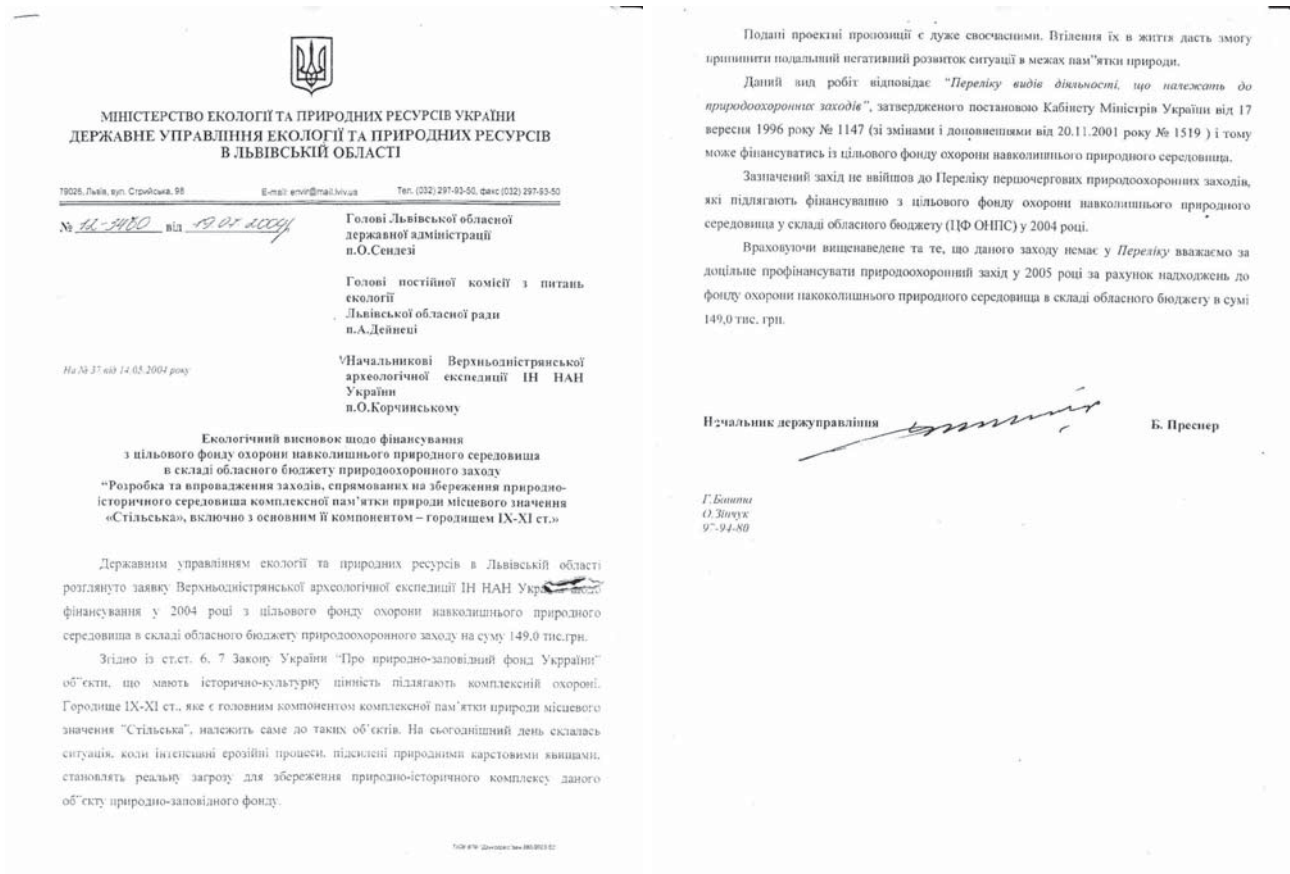 МІНІСТЕРСТВО ЕКОЛОГІЇ ТА ПРИРОДНИХ РЕСУРСІВ УКРАЇНИ
ДЕРЖАВНЕ УПРАВЛІННЯ ЕКОЛОГІЇ ТА ПРИРОДНИХ РЕСУРСІВ
В ЛЬВІВСЬКІЙ ОБЛАСТІ
79026, Львів, вул. Стрийська, 98 E-mail: envir@mail.lviv.ua Тел. (032) 297-93-50, факс (032) 297-93-50
№ 12-3480 від 19 07 2004
Голові Львівської обласної
державної адміністрації
п.О.Сендезі
Голові постійної комісії з питань
екології
Львівської обласної ради
п.А.Дейнеці
На № 37 від 14.05.2004 року
Начальникові Верхньодністрянської
археологічної експедиції ІН НАН
України
п.О.Корчинському
Екологічний висновок щодо фінансування
з цільового фонду охорони навколишнього природного середовища
в складі обласного бюджету природоохоронного заходу
“Розробка та впровадження заходів, спрямованих на збереження природно-
історичного середовища комплексної пам’ятки природи місцевого значення
«Стільська», включно з основним її компонентом – городищем IX-XI ст.»
Державним управлінням екології та природних ресурсів в Львівській області
розглянуто заявку Верхньодністрянської археологічної експедиції ІН НАН
фінансування у 2004 році з цільового фонду охорони навколишнього природного
середовища в складі обласного бюджету природоохоронного заходу на суму 149,0 тис.грн.
Згідно із ст.ст. 6, 7 Закону України “Про природно-заповідний фонд Укрраїни”
об”єкти, що мають історично-культурну цінність підлягають комплексній охороні.
Городище IX-XI ст., яке є головним компонентом комплексної пам’ятки природи місцевого
значення “Стільська”, належить саме до таких об’єктів. На сьогоднішний день склалась
ситуація, коли інтенсивні ерозійні процеси, підсилені природними карстовими явищами,
становлять реальну загрозу для збереження природно-історичного комплексу даного
об”єкту природно-заповідного фонду.
Подані проектні пропозиції є дуже своєчасними. Втілення їх в життя дасть змогу
припинити подальший негативний розвиток ситуації в межах пам”ятки природи.
Даний вид робіт відповідає “Переліку видів діяльності, що належать до
природоохоронних заходів”, затвердженого постановою Кабінету Міністрів України від 17
вересня 1996 року № 1147 (зі змінами і доповненнями від 20.11.2001 року № 1519 ) і тому
може фінансуватись із цільового фонду охорони навколишнього природного середовища.
Зазначений захід не ввійшов до Переліку першочергових природоохоронних заходів,
які підлягають фінансуванню з цільового фонду охорони навколишнього природного
середовища у складі обласного бюджету (ЦФ ОНПС) у 2004 році.
Враховуючи вищенаведене та те, що даного заходу немає у Переліку вважаємо за
доцільне профінансувати природоохоронний захід у 2005 році за рахунок надходжень до
фонду охорони накоколишнього природного середовища в складі обласного бюджету в сумі
149,0 тис. грн.
Начальник держуправління Б. Преснер
О. Зінчук
97-94-80